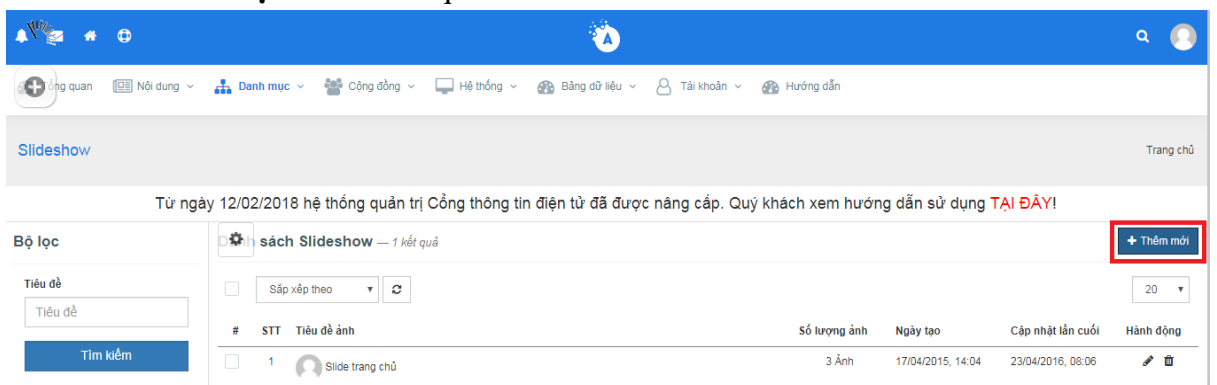 A
Tổng quan Nội dung Danh mục Cộng đồng Hệ thống Bảng dữ liệu Tài khoản Hướng dẫn
Slideshow Trang chủ
Từ ngày 12/02/2018 hệ thống quản trị Cổng thông tin điện tử đã được nâng cấp. Quý khách xem hướng dẫn sử dụng TẠI ĐÂY!
Bộ lọc Danh sách Slideshow — 1 kết quả + Thêm mới
Tiêu đề Sắp xếp theo 20
Tiêu đề
# STT Tiêu đề ảnh Số lượng ảnh Ngày tạo Cập nhật lần cuối Hành động
Tìm kiếm 1 Slide trang chủ 3 Ảnh 17/04/2015, 14:04 23/04/2016, 08:06